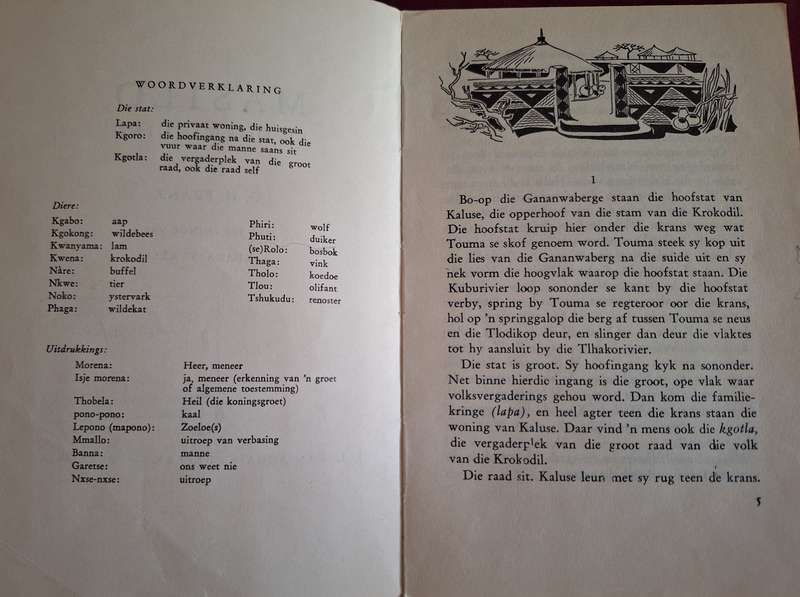 WOORDVERKLARING
Die stat:
Lapa: die privaat woning, die huisgesin
Kgoro: die hoofingang na die stat, ook die
vuur waar die manne saans sit
Kgotla: die vergaderplek van die groot
raad, ook die raad self
Diere:
Kgabo: aap
Kgokong: wildebees
Kwanyama: lam
Kwena: krokodil
Nàre: buffel
Nkwe: tier
Noko: ystervark
Phaga: wildekat
Phiri: wolf
Phuti: duiker
(se)Rolo: bosbok
Thaga: vink
Tholo: koedoe
Tlou: olifant
Tshukudu: renoster
Uitdrukkings:
Morena: Heer, meneer
Isje morena: ja, meneer (erkenning van 'n groet
of algemene toestemming)
Thobela: Heil (die koningsgroet)
pono-pono: kaal
Lepono (mapono): Zoeloe(s)
Mmallo: uitroep van verbasing
Banna: manne
Garetse: ons weet nie
Nxse-nxse: uitroep
1
Bo-op die Gananwaberge staan die hoofstat van
Kaluse, die opperhoof van die stam van die Krokodil.
Die hoofstat kruip hier onder die krans weg wat
Touma se skof genoem word. Touma steek sy kop uit
die lies van die Gananwaberg na die suide uit en sy
nek vorm die hoogvlak waarop die hoofstat staan. Die
Kuburivier loop sononder se kant by die hoofstat
verby, spring by Touma se regteroor oor die krans,
hol op 'n springgalop die berg af tussen Touma se neus
en die Tlodikop deur, en slinger dan deur die vlaktes
tot hy aansluit by die Tlhakorivier.
Die stat is groot. Sy hoofingang kyk na sononder.
Net binne hierdie ingang is die groot, ope vlak waar
volksvergaderings gehou word. Dan kom die familie-
kringe (lapa), en heel agter teen die krans staan die
woning van Kaluse. Daar vind 'n mens ook die kgotla,
die vergaderplek van die groot raad van die volk
van die Krokodil.
Die raad sit. Kaluse leun met sy rug teen de krans.
5